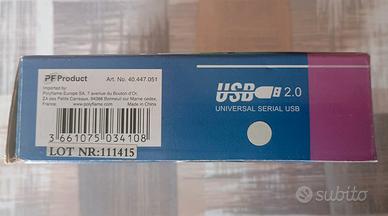 PF Product
Art. No. 40.447.051
Imported by:
Polyflame Europe SA, 7 avenue du Bouton d'Or,
ZA des Petits Carreaux, 94386 Bonneuil sur Marne cedex,
France
www.polyflame.com Made in China
3 661075 034108
LOT NR:111415
USB 2.0
UNIVERSAL SERIAL USB
subito